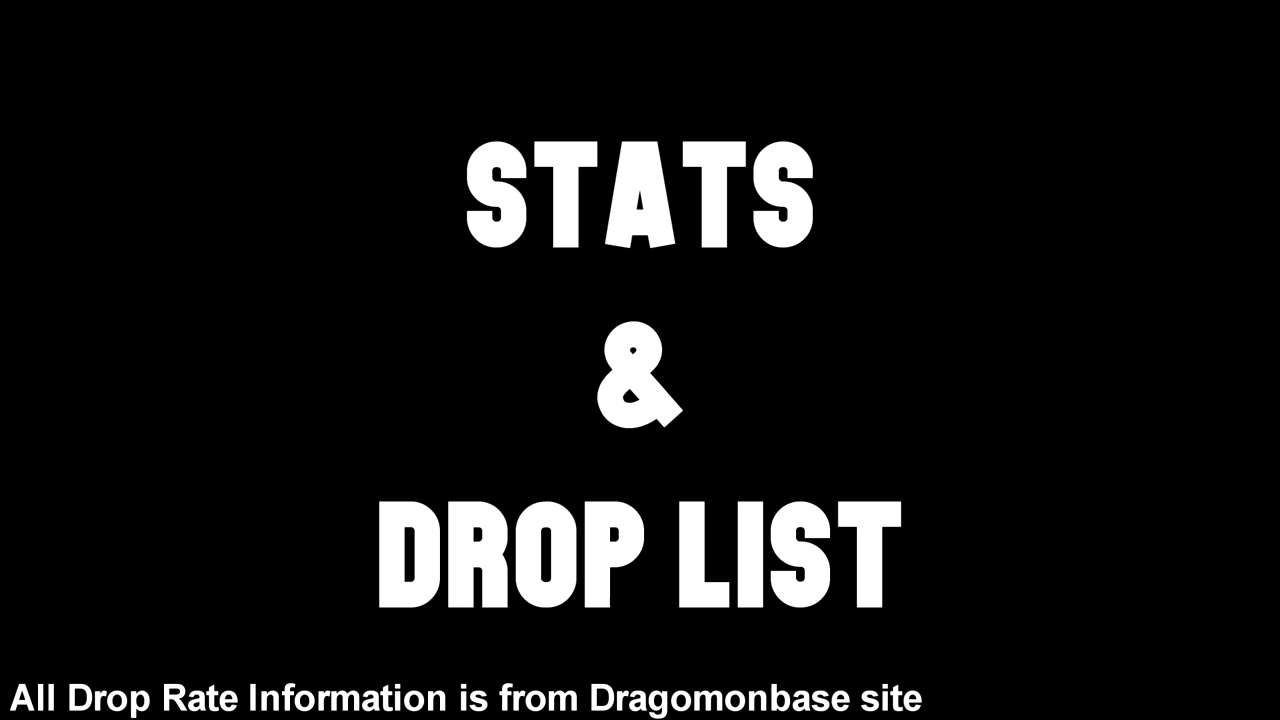 STATS
&
DROP LIST
All Drop Rate Information is from Dragomonbase site